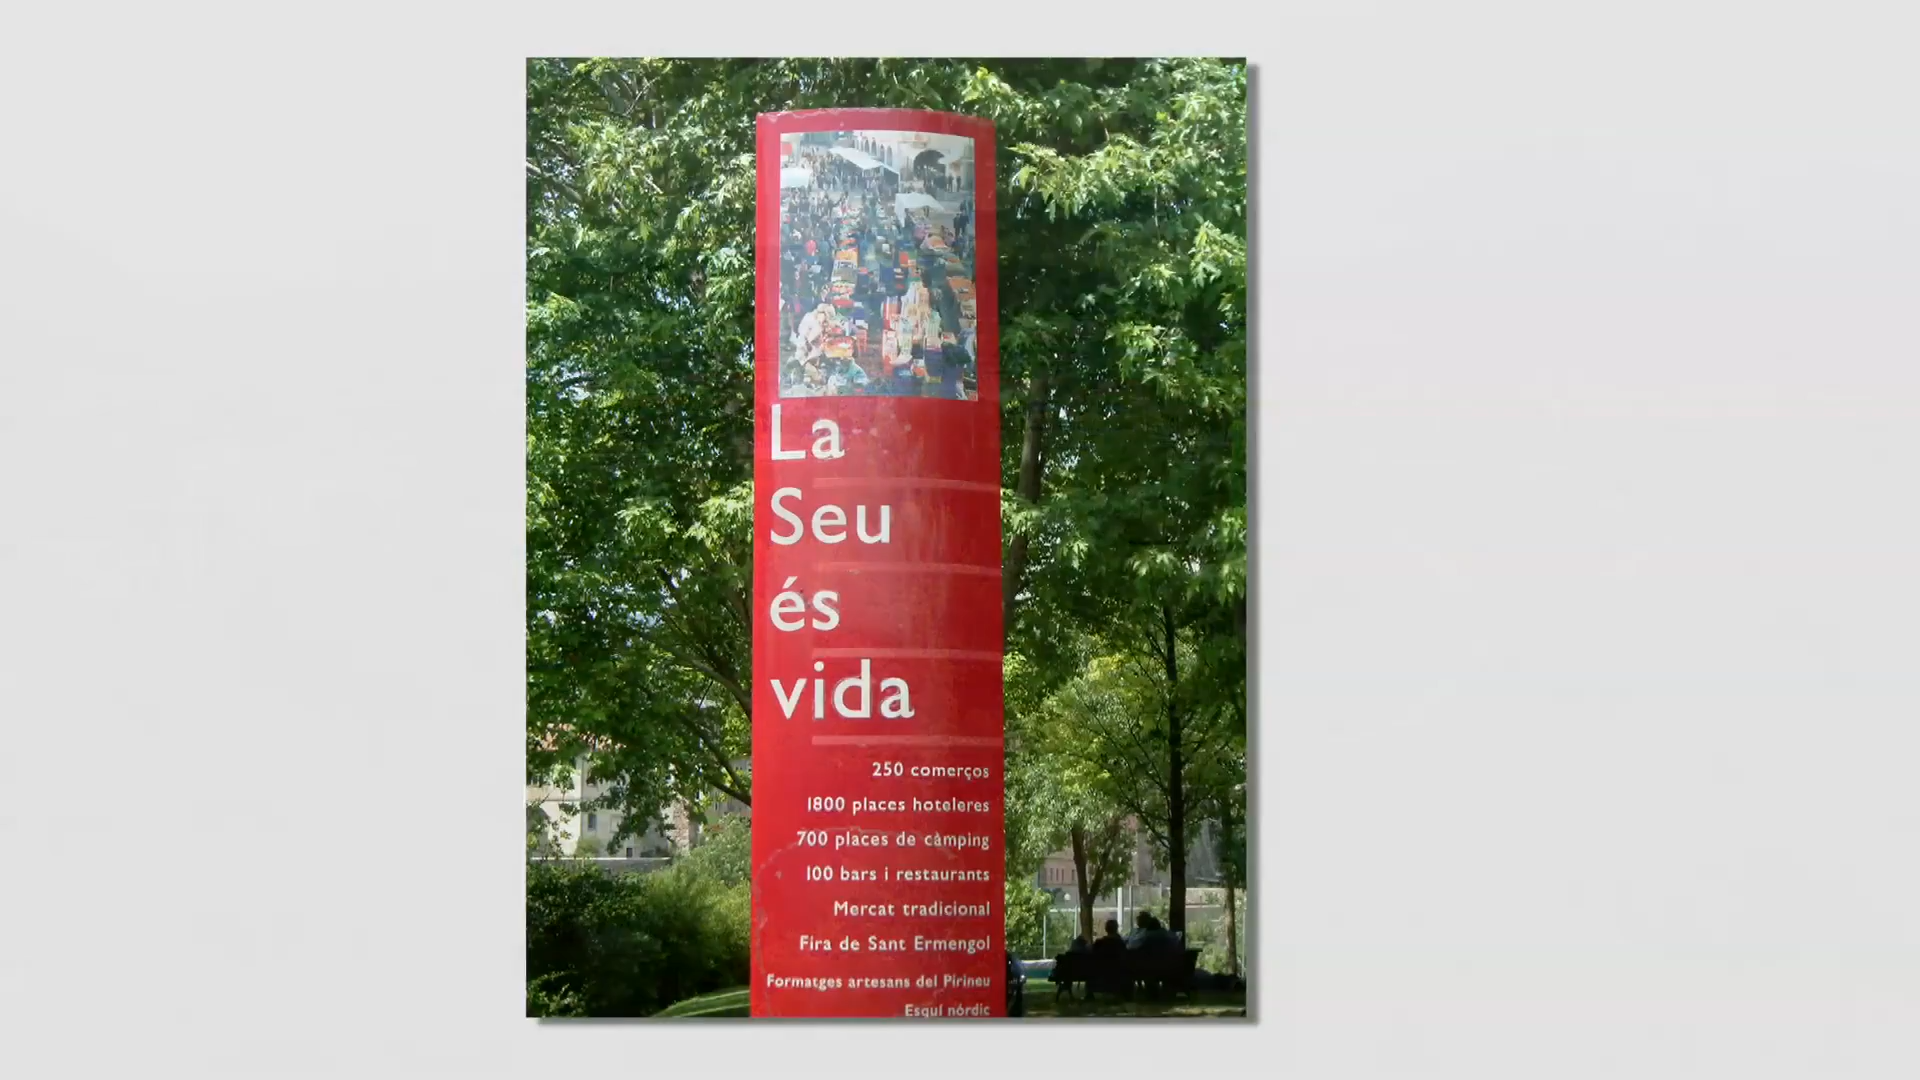 La
Seu
és
vida
250 comerços
1800 places hoteleres
700 places de càmping
100 bars i restaurants
Mercat tradicional
Fira de Sant Ermengol
Formatges artesans del Pirineu
Esquí nórdic